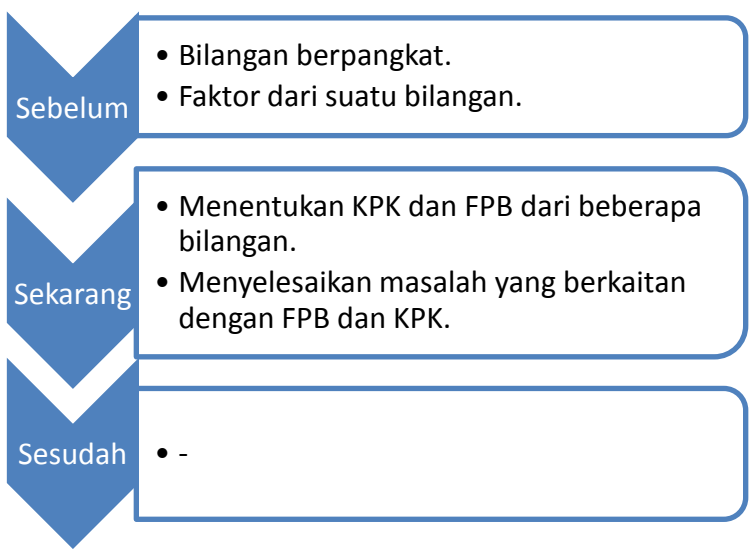 Sebelum
• Bilangan berpangkat.
• Faktor dari suatu bilangan.
Sekarang
• Menentukan KPK dan FPB dari beberapa
bilangan.
• Menyelesaikan masalah yang berkaitan
dengan FPB dan KPK.
Sesudah
• -